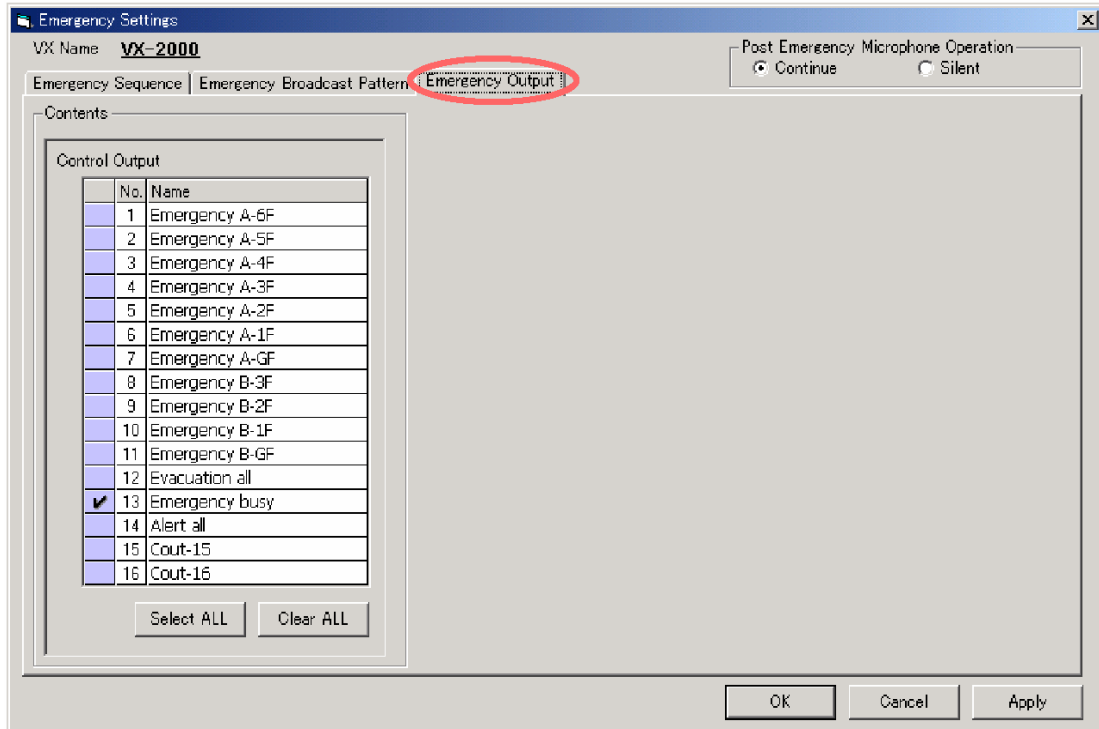 Emergency Settings
VX Name VX-2000
Post Emergency Microphone Operation
Continue Silent
Emergency Sequence Emergency Broadcast Pattern Emergency Output
Contents
Control Output
No. Name
1 Emergency A-6F
2 Emergency A-5F
3 Emergency A-4F
4 Emergency A-3F
5 Emergency A-2F
6 Emergency A-1F
7 Emergency A-GF
8 Emergency B-3F
9 Emergency B-2F
10 Emergency B-1F
11 Emergency B-GF
12 Evacuation all
13 Emergency busy
14 Alert all
15 Cout-15
16 Cout-16
Select ALL Clear ALL
OK Cancel Apply